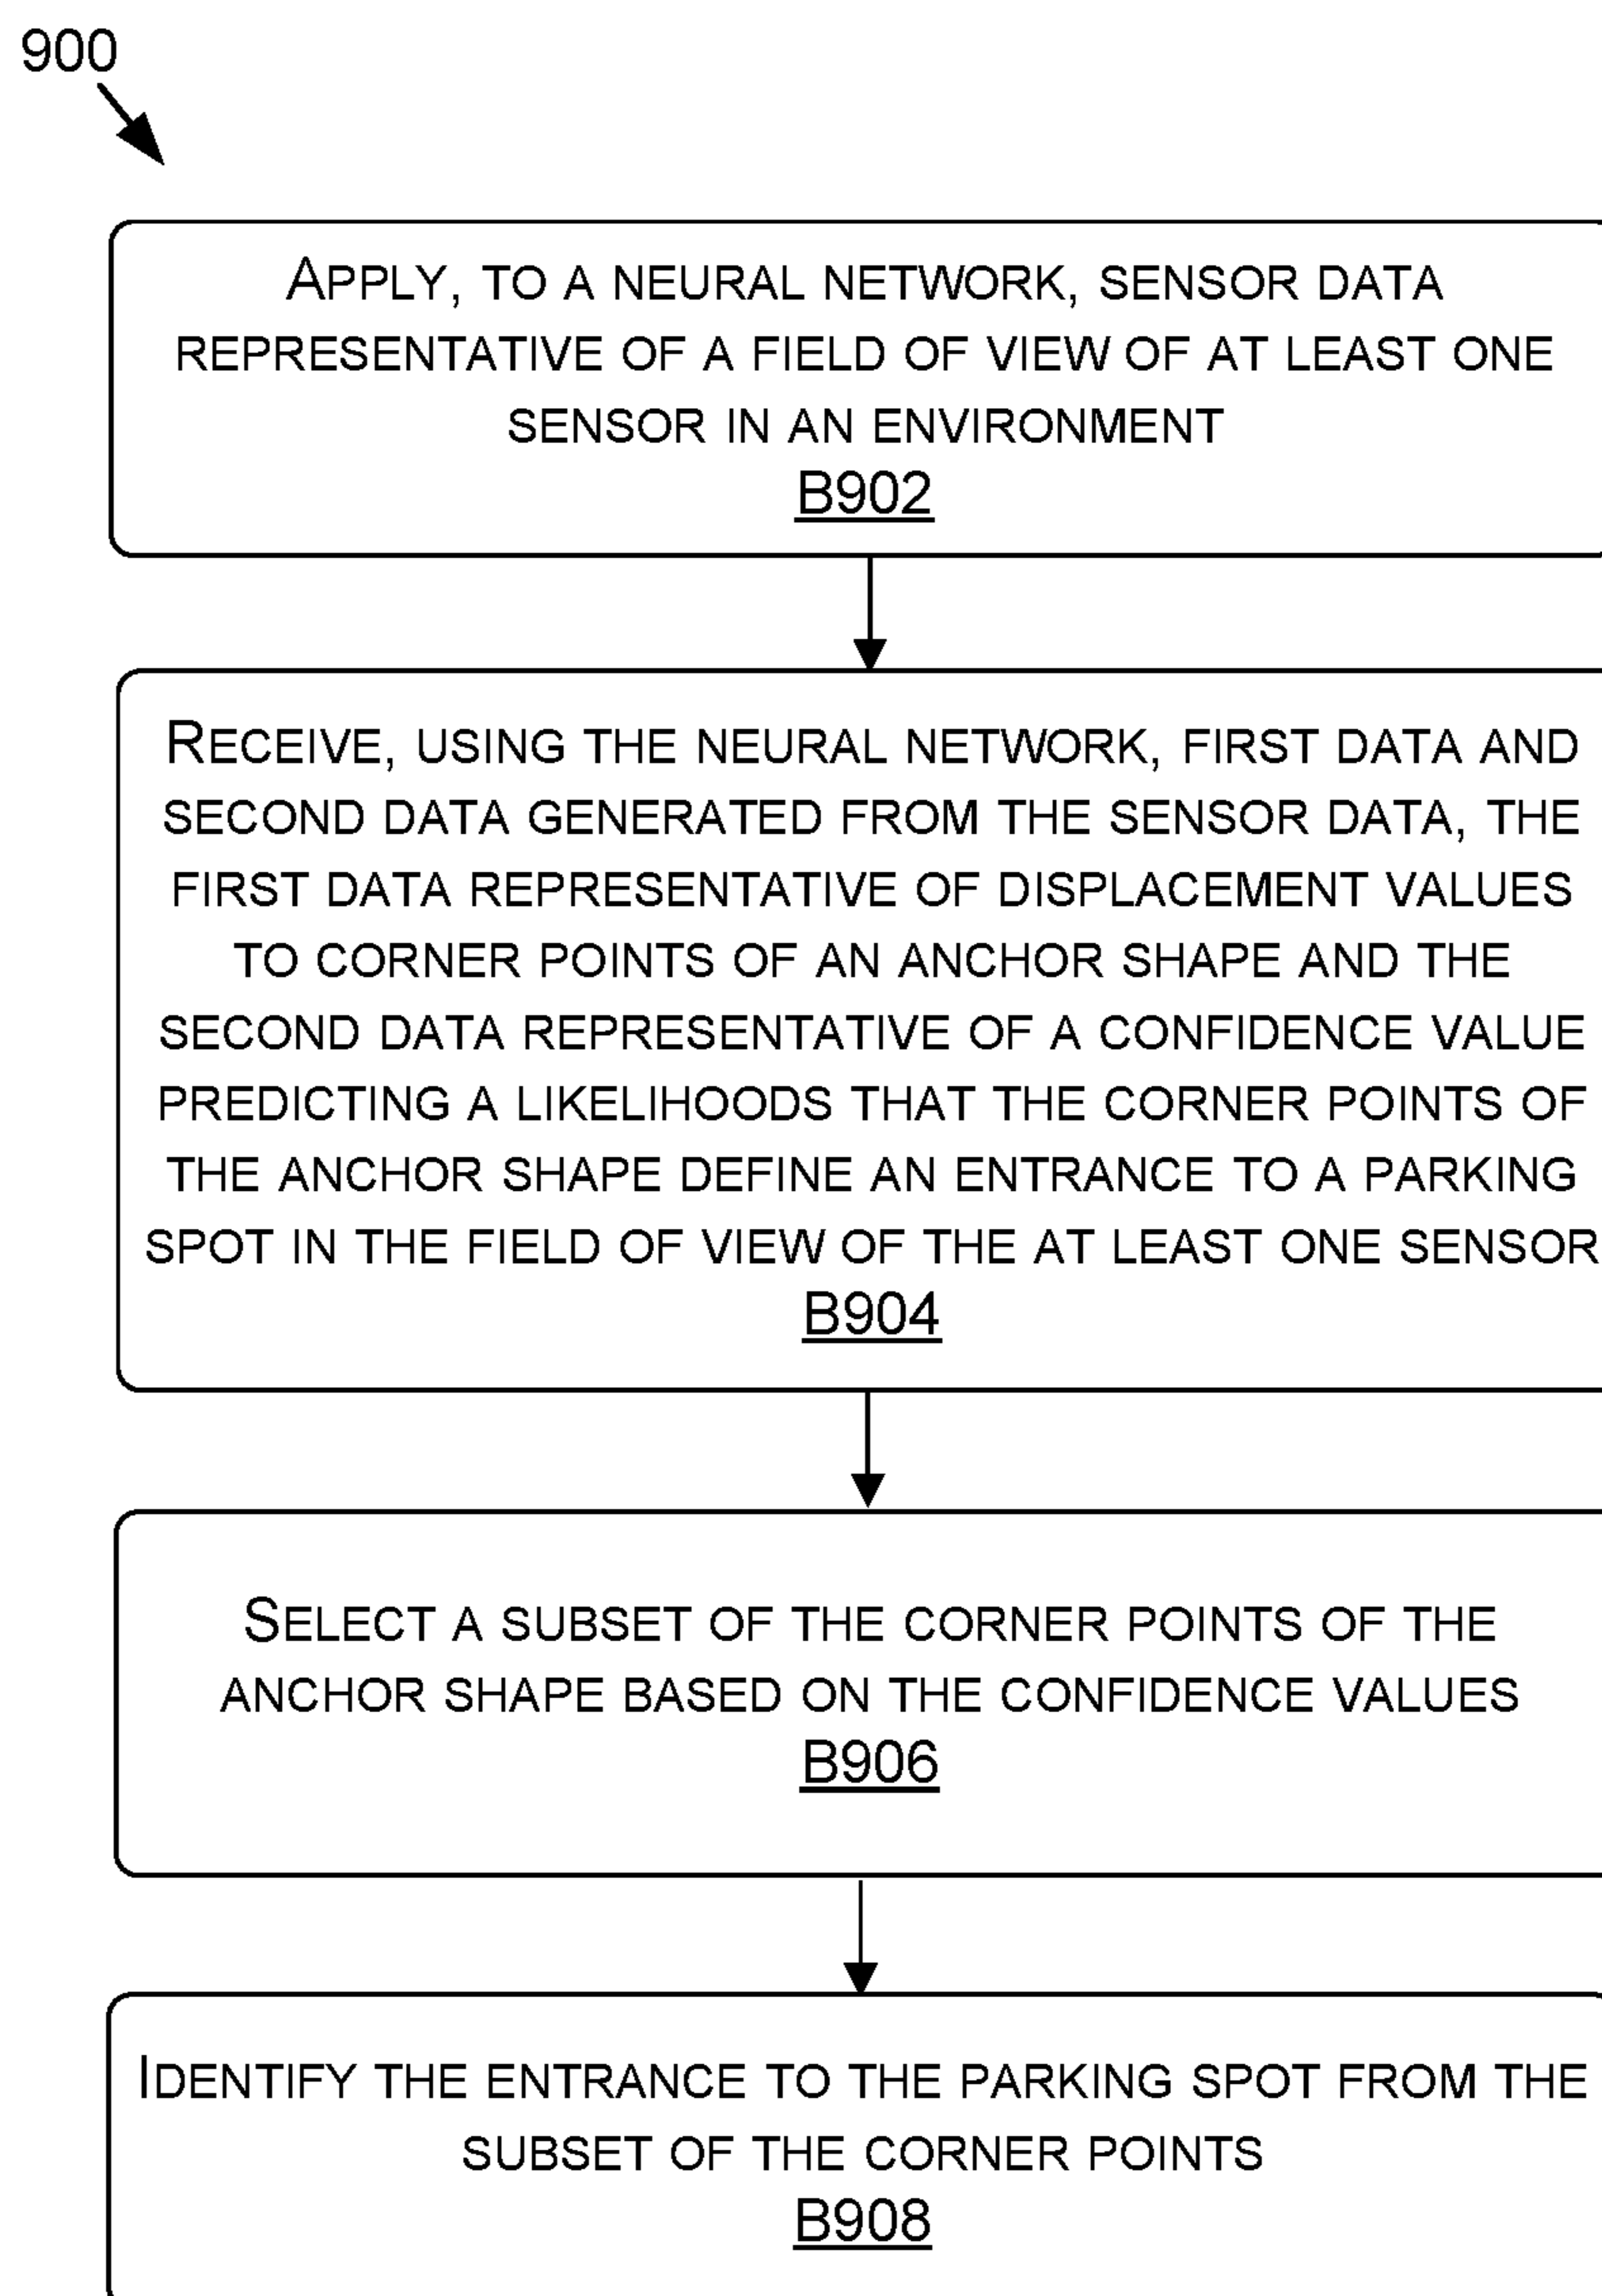 900
APPLY, TO A NEURAL NETWORK, SENSOR DATA
REPRESENTATIVE OF A FIELD OF VIEW OF AT LEAST ONE
SENSOR IN AN ENVIRONMENT
B902
RECEIVE, USING THE NEURAL NETWORK, FIRST DATA AND
SECOND DATA GENERATED FROM THE SENSOR DATA, THE
FIRST DATA REPRESENTATIVE OF DISPLACEMENT VALUES
TO CORNER POINTS OF AN ANCHOR SHAPE AND THE
SECOND DATA REPRESENTATIVE OF A CONFIDENCE VALUE
PREDICTING A LIKELIHOODS THAT THE CORNER POINTS OF
THE ANCHOR SHAPE DEFINE AN ENTRANCE TO A PARKING
SPOT IN THE FIELD OF VIEW OF THE AT LEAST ONE SENSOR
B904
SELECT A SUBSET OF THE CORNER POINTS OF THE
ANCHOR SHAPE BASED ON THE CONFIDENCE VALUES
B906
IDENTIFY THE ENTRANCE TO THE PARKING SPOT FROM THE
SUBSET OF THE CORNER POINTS
B908